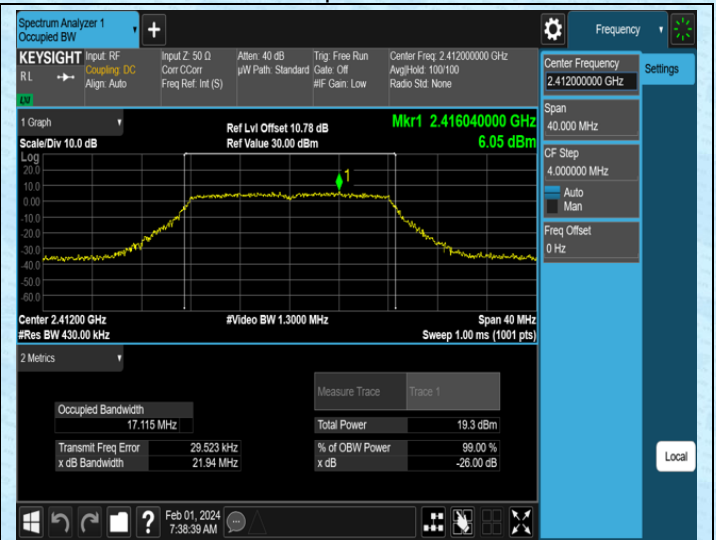 Spectrum Analyzer 1
Occupied BW
Frequency
KEYSIGHT
RL
LXI
Input: RF
Coupling: DC
Align: Auto
Input Z: 50 Ω
Corr CCorr
Freq Ref: Int (S)
Atten: 40 dB
µW Path: Standard
Trig: Free Run
Gate: Off
#IF Gain: Low
Center Freq: 2.412000000 GHz
Avg|Hold: 100/100
Radio Std: None
Center Frequency
2.412000000 GHz
Settings
Span
40.000 MHz
CF Step
4.000000 MHz
Auto
Man
Freq Offset
0 Hz
Local
1 Graph
Scale/Div 10.0 dB
Ref Lvl Offset 10.78 dB
Ref Value 30.00 dBm
Mkr1 2.416040000 GHz
6.05 dBm
Log
20.0
10.0
0.00
-10.0
-20.0
-30.0
-40.0
-50.0
-60.0
1
Center 2.41200 GHz
#Res BW 430.00 kHz
#Video BW 1.3000 MHz
Span 40 MHz
Sweep 1.00 ms (1001 pts)
2 Metrics
Measure Trace
Trace 1
Occupied Bandwidth
17.115 MHz
Total Power
19.3 dBm
Transmit Freq Error
29.523 kHz
% of OBW Power
99.00 %
x dB Bandwidth
21.94 MHz
x dB
-26.00 dB
?
Feb 01, 2024
7:38:39 AM